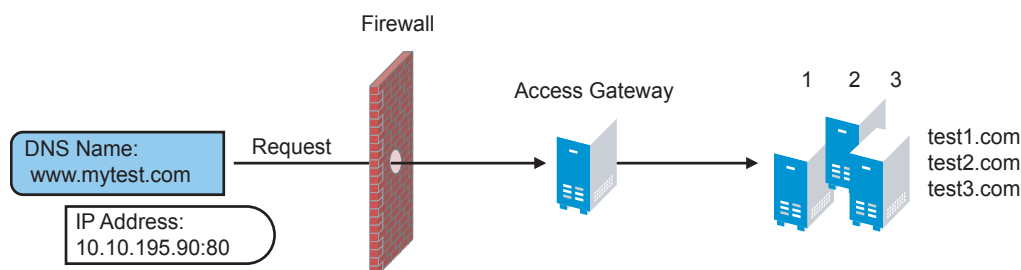 Firewall
Access Gateway
1 2 3
DNS Name:
www.mytest.com
Request
test1.com
test2.com
test3.com
IP Address:
10.10.195.90:80